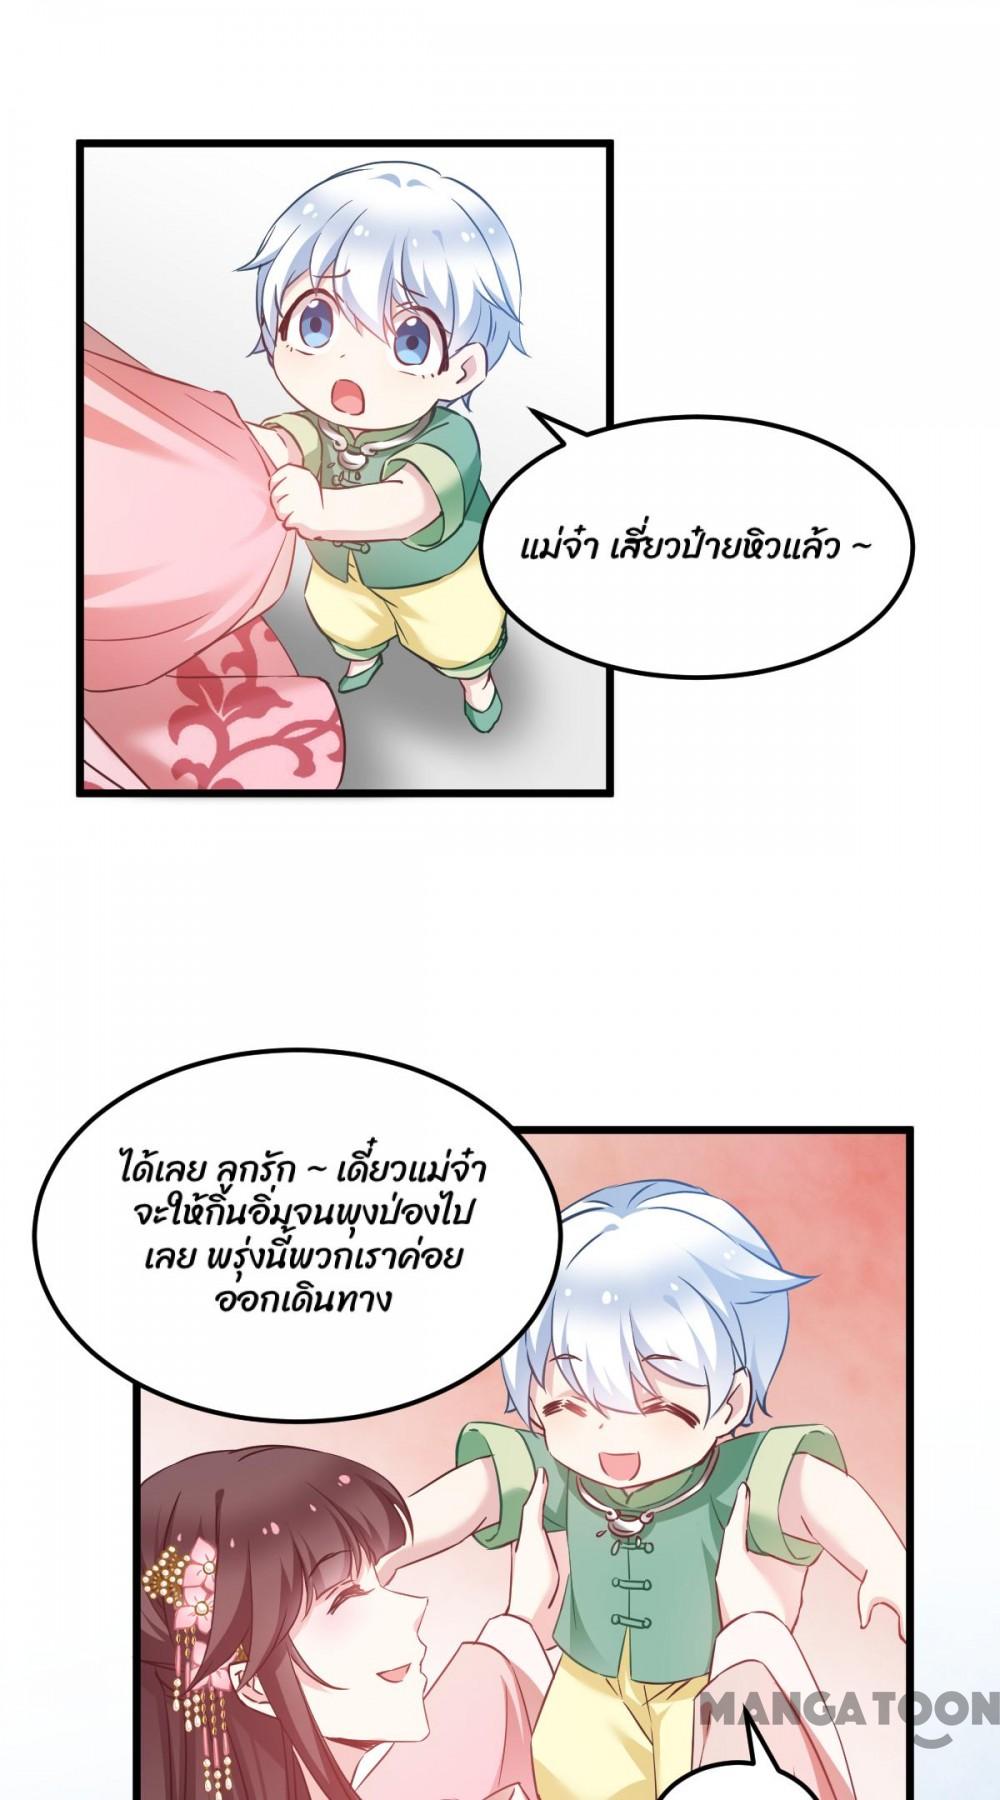 แม่จ๋า เสี่ยวป๋ายหิวแล้ว ~
ได้เลย ลูกรัก ~ เดี๋ยวแม่จ๋า
จะให้กินอิ่มจนพุงป่องไป
เลย พรุ่งนี้พวกเราค่อย
ออกเดินทาง
MANGATOON